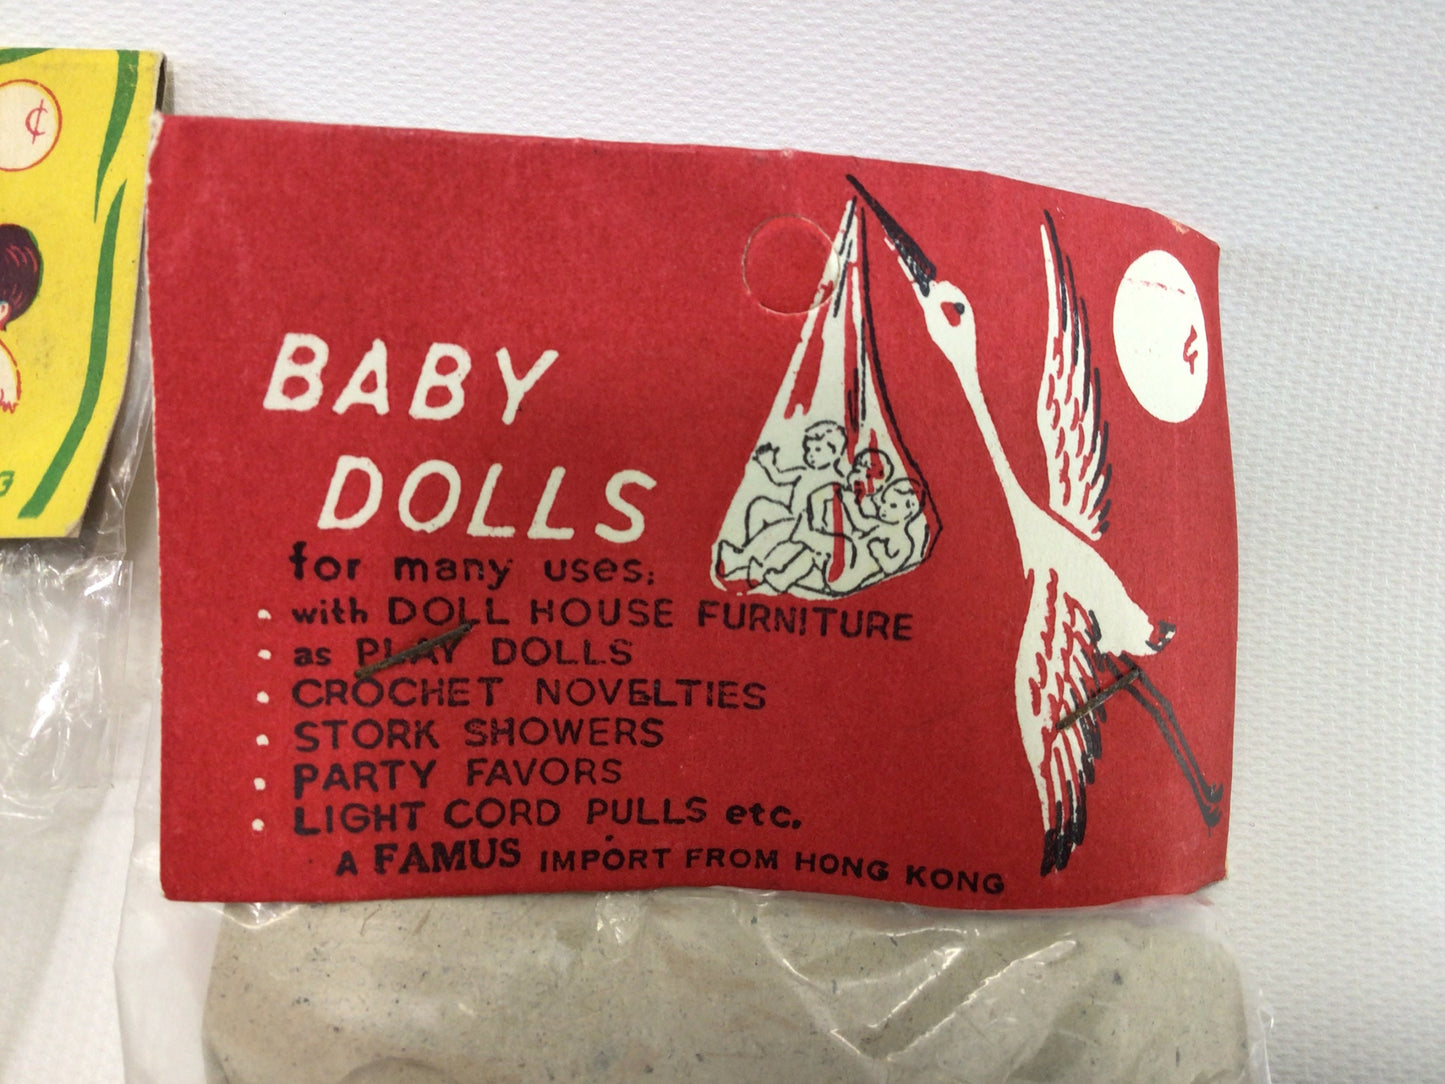 ¢
BABY
DOLLS
for many uses:
• with DOLL HOUSE FURNITURE
• as PLAY DOLLS
• CROCHET NOVELTIES
• STORK SHOWERS
• PARTY FAVORS
• LIGHT CORD PULLS etc.
A FAMUS IMPORT FROM HONG KONG
¢